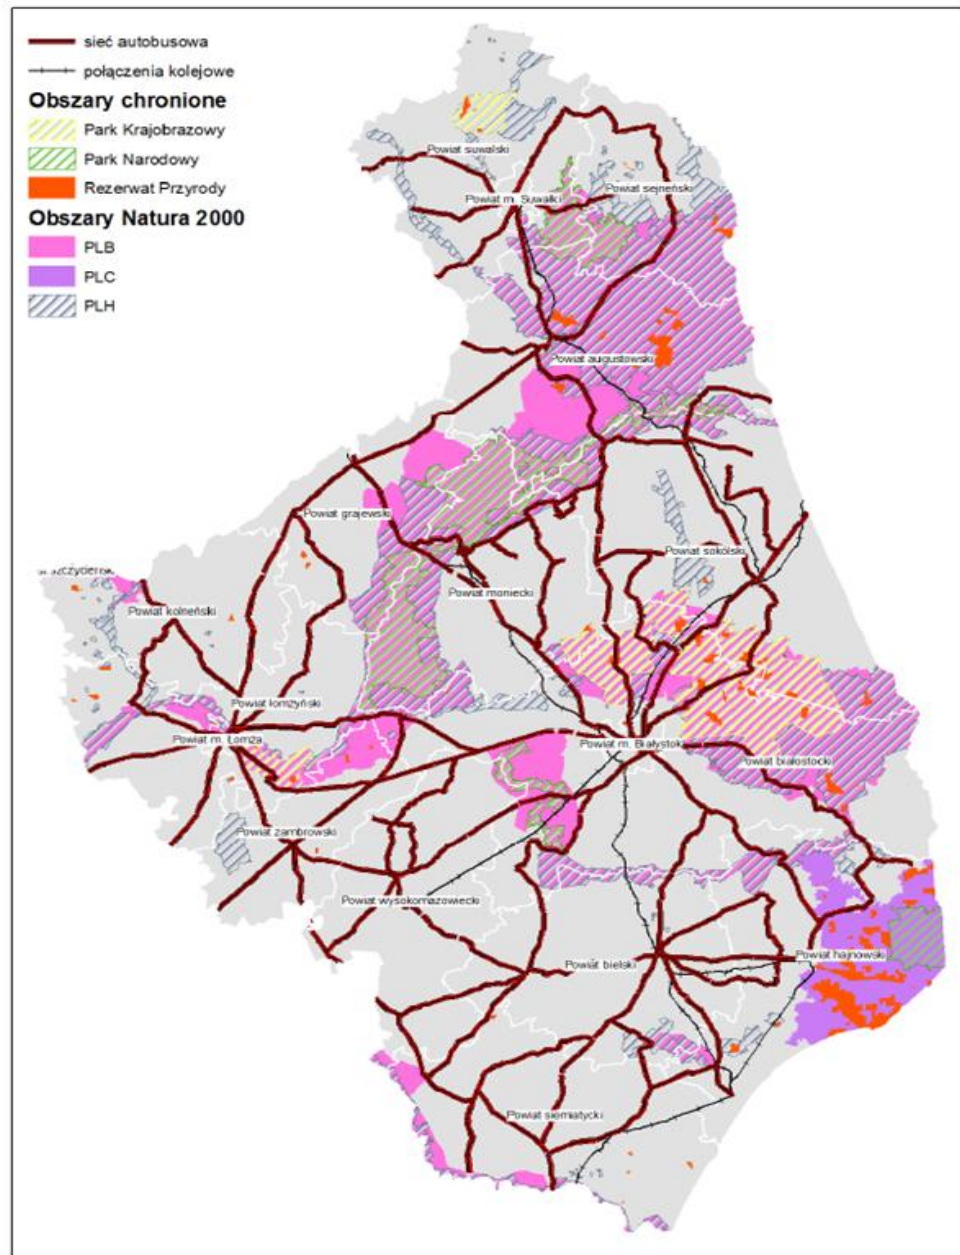 sieć autobusowa
połączenia kolejowe
Obszary chronione
Park Krajobrazowy
Park Narodowy
Rezerwat Przyrody
Obszary Natura 2000
PLB
PLC
PLH
Powiat suwalski
Powiat sejneński
Powiat m. Suwałki
Powiat augustowski
Powiat grajewski
Powiat sokólski
Powiat moniecki
Powiat kolneński
Powiat łomżyński
Powiat m. Łomża
Powiat m. Białystok
Powiat białostocki
Powiat zambrowski
Powiat wysokomazowiecki
Powiat bielski
Powiat hajnowski
Powiat siemiatycki